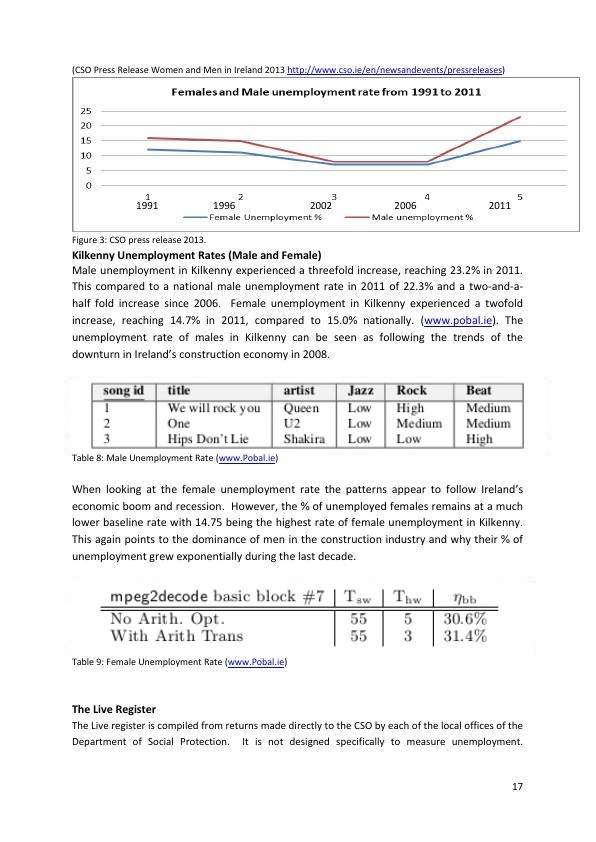 (CSO Press Release Women and Men in Ireland 2013 http://www.cso.ie/en/newsandevents/pressreleases)
Females and Male unemployment rate from 1991 to 2011
25
20
15
10
5
0
1 2 3 4 5
1991 1996 2002 2006 2011
Female Unemployment % Male unemployment %
Figure 3: CSO press release 2013.
Kilkenny Unemployment Rates (Male and Female)
Male unemployment in Kilkenny experienced a threefold increase, reaching 23.2% in 2011.
This compared to a national male unemployment rate in 2011 of 22.3% and a two-and-a-
half fold increase since 2006. Female unemployment in Kilkenny experienced a twofold
increase, reaching 14.7% in 2011, compared to 15.0% nationally. (www.pobal.ie). The
unemployment rate of males in Kilkenny can be seen as following the trends of the
downturn in Ireland's construction economy in 2008.
song id title artist Jazz Rock Beat
1 We will rock you Queen Low High Medium
2 One U2 Low Medium Medium
3 Hips Don't Lie Shakira Low Low High
Table 8: Male Unemployment Rate (www.Pobal.ie)
When looking at the female unemployment rate the patterns appear to follow Ireland's
economic boom and recession. However, the % of unemployed females remains at a much
lower baseline rate with 14.75 being the highest rate of female unemployment in Kilkenny.
This again points to the dominance of men in the construction industry and why their % of
unemployment grew exponentially during the last decade.
mpeg2decode basic block #7 Tsw Thw ηbb
No Arith. Opt. 55 5 30.6%
With Arith Trans 55 3 31.4%
Table 9: Female Unemployment Rate (www.Pobal.ie)
The Live Register
The Live register is compiled from returns made directly to the CSO by each of the local offices of the
Department of Social Protection. It is not designed specifically to measure unemployment.
17